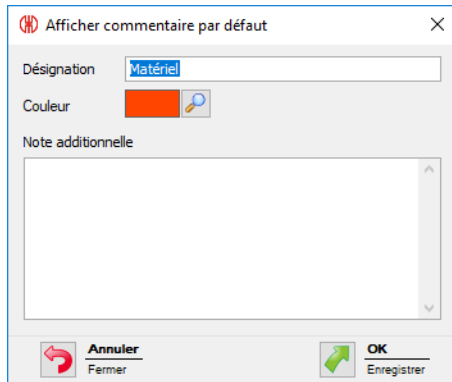 Afficher commentaire par défaut
Désignation Matériel
Couleur
Note additionnelle
Annuler OK
Fermer Enregistrer